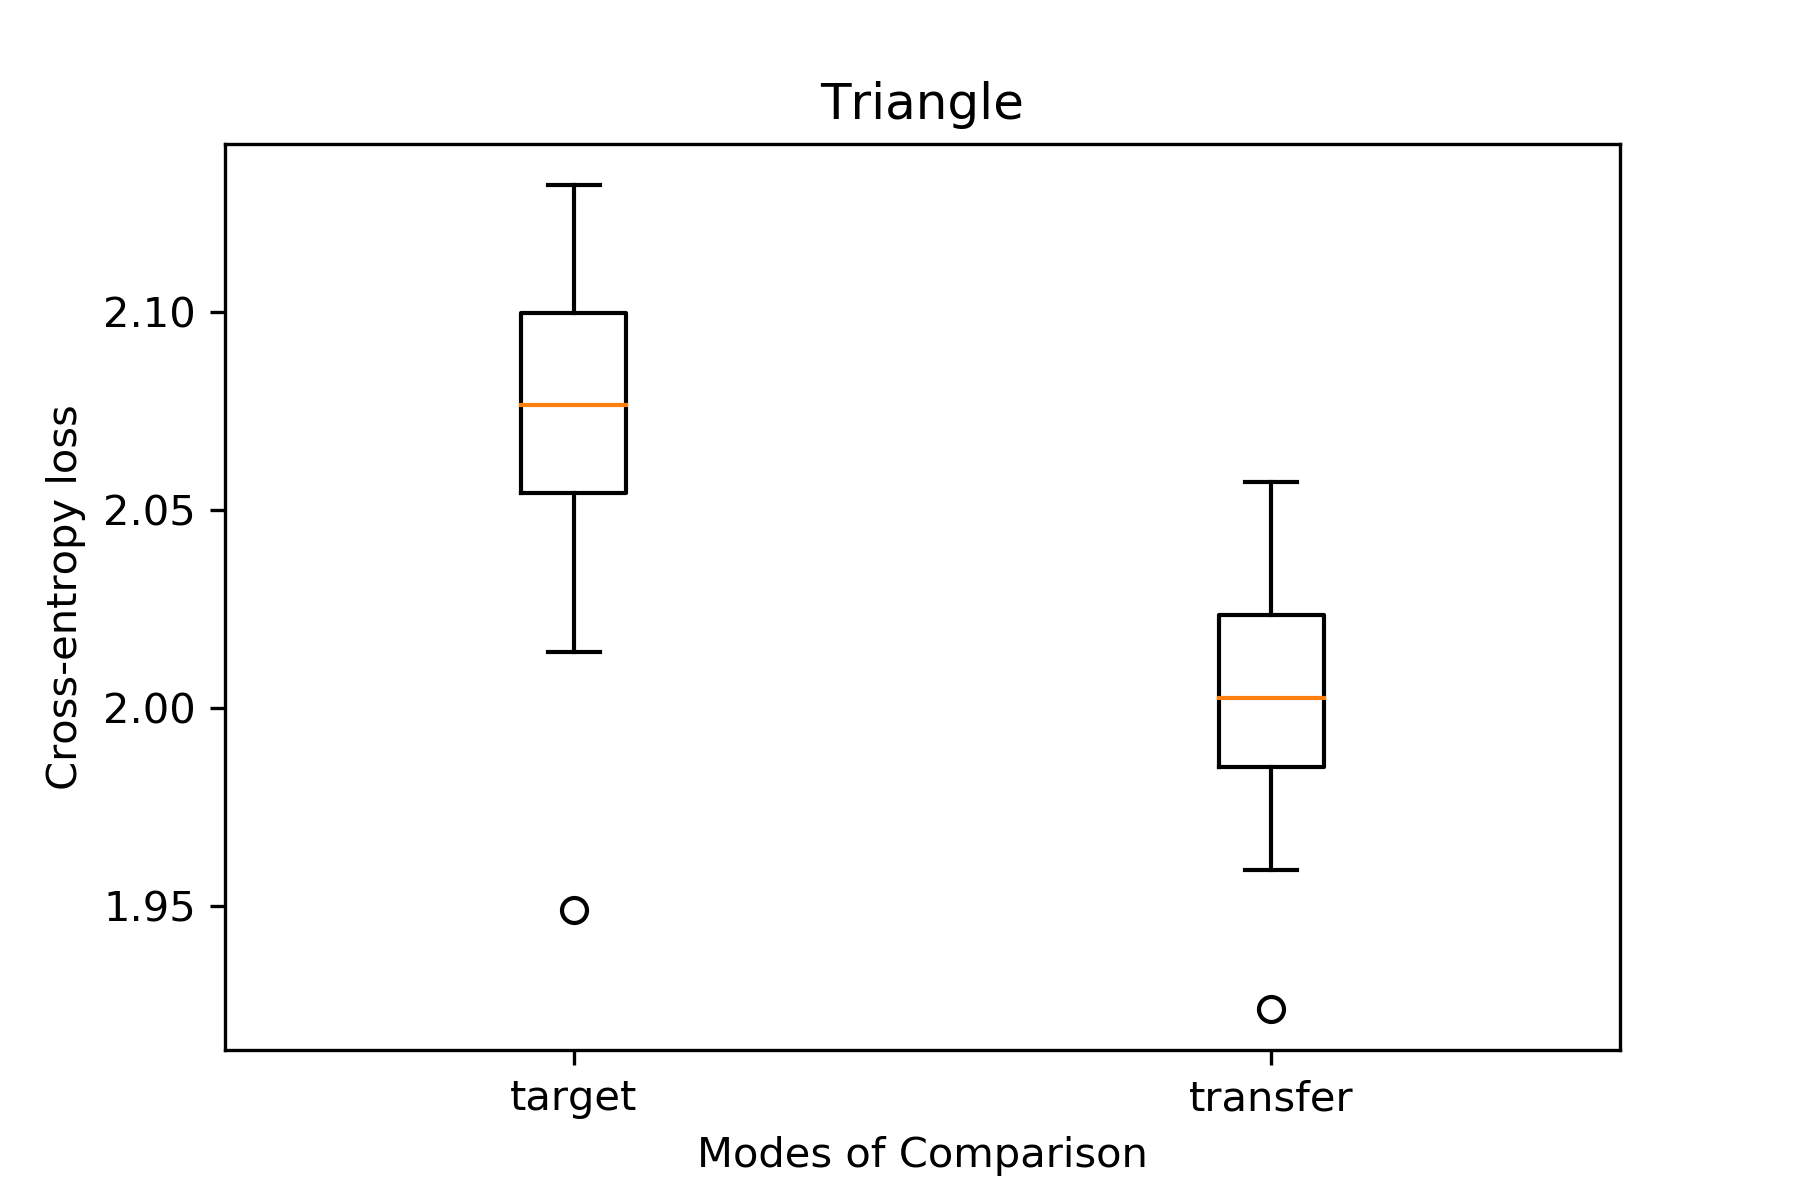 Triangle
2.10
2.05
2.00
1.95
Cross-entropy loss
target
transfer
Modes of Comparison